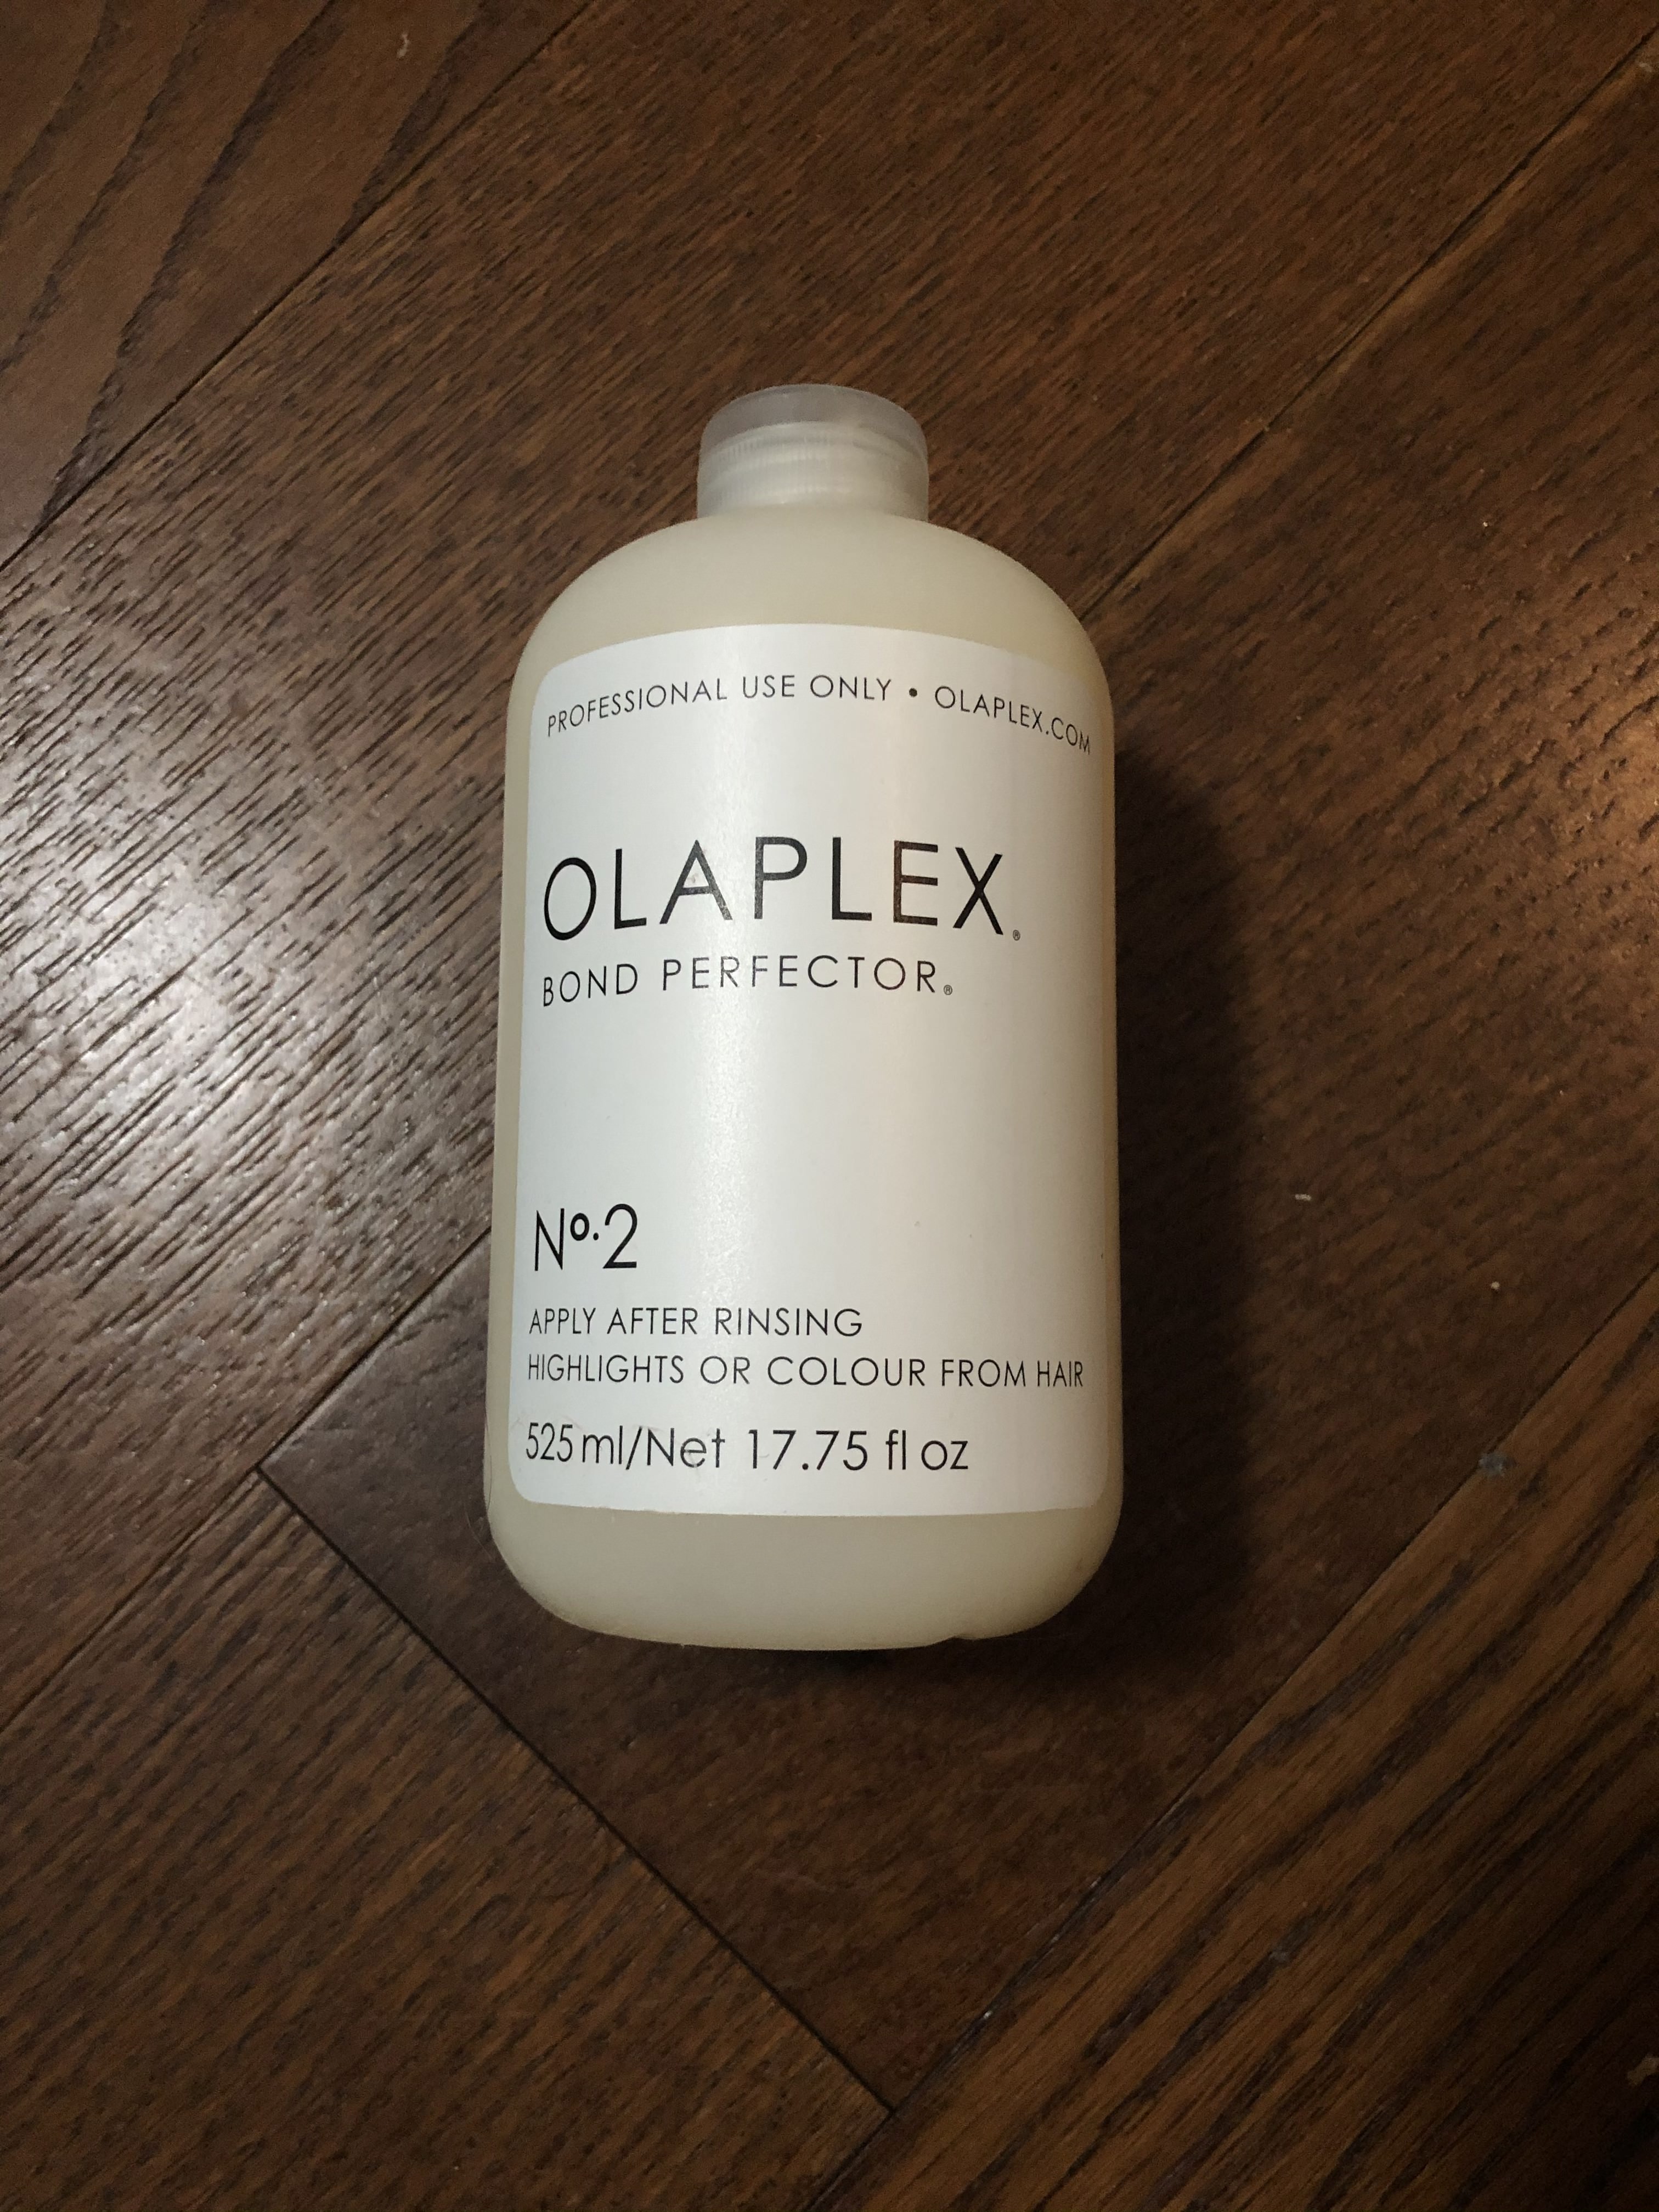 PROFESSIONAL USE ONLY • OLAPLEX.COM
OLAPLEX®
BOND PERFECTOR®
Nº.2
APPLY AFTER RINSING
HIGHLIGHTS OR COLOUR FROM HAIR
525ml/Net 17.75 fl oz